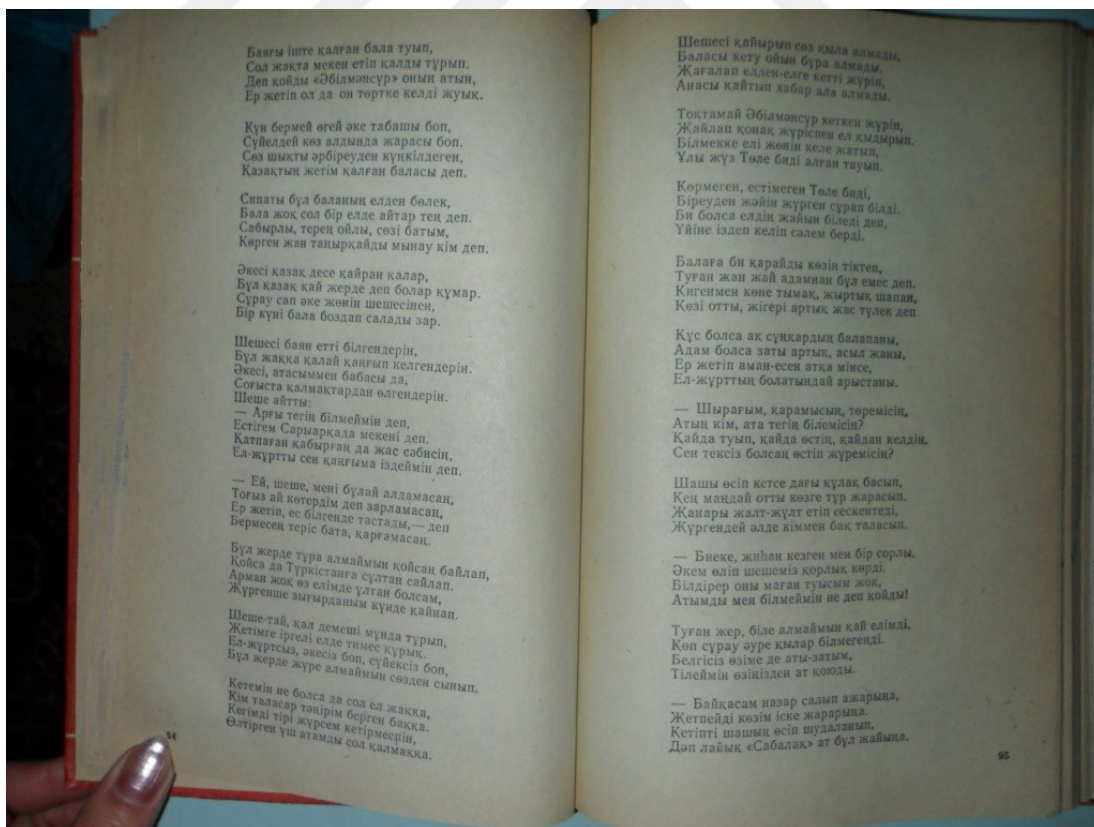 Баяғы іште қалған бала туып,
Сол жақта мекен етіп қалды тұрып.
Деп қойды «Әбілмәнсұр» оның атын,
Ер жетіп ол да он төртке келді жуық.
Күн бермей өгей әке табашы боп,
Сүйелдей көз алдында жарасы боп.
Сөз шықты әрбіреуден күңкілдеген,
Қазақтың жетім қалған баласы деп.
Сипаты бұл баланың елден бөлек,
Бала жоқ сол бір елде айтар тең деп.
Сабырлы, терең ойлы, сөзі батым,
Көрген жан таңырқайды мынау кім деп.
Әкесі қазақ десе қайран қалар,
Бұл қазақ қай жерде деп болар құмар.
Сұрау сап әке жөнін шешесінен,
Бір күні бала боздап салады зар.
Шешесі баян етті білгендерін,
Бұл жаққа қалай қаңғып келгендерін.
Әкесі, атасыммен бабасы да,
Соғыста қалмақтардан өлгендерін.
Шеше айтты:
— Арғы тегің білмеймін деп,
Естігем Сарыарқада мекені деп.
Қатпаған қабырғаң да жас сәбисің,
Ел-жұртты сен қаңғыма іздеймін деп.
— Ей, шеше, мені бұлай алдамасаң,
Тоғыз ай көтердім деп зарламасаң,
Ер жетіп, ес білгенде тастады,— деп
Бермесең теріс бата, қарғамасаң.
Бұл жерде тұра алмаймын қойсаң байлап,
Қойса да Түркістанға сұлтан сайлап.
Арман жоқ өз елімде ұлтан болсам,
Жүргенше зығырданым күнде қайнап.
Шеше-тай, қал демеші мұнда тұрып,
Жетімге іргелі елде тимес құрық.
Ел-жұртсыз, әкесіз боп, сүйексіз боп,
Бұл жерде жүре алмаймын сөзден сынып.
Кетемін не болса да сол ел жаққа,
Кім таласар тәңірім берген баққа.
Кегімді тірі жүрсем кетірмеспін,
Өлтірген үш атамды сол қалмаққа.
94
Шешесі қайырып сөз қыла алмады,
Баласы кету ойын бұра алмады.
Жағалап елден-елге кетті жүріп,
Анасы қайтып хабар ала алмады.
Тоқтамай Әбілмәнсұр кеткен жүріп,
Жайлап қонақ жүріспен ел қыдырып.
Білмекке елі жөнін келе жатып,
Ұлы жүз Төле биді алған тауып.
Көрмеген, естімеген Төле биді,
Біреуден жәйін жүрген сұрап білді.
Би болса елдің жайын біледі деп,
Үйіне іздеп келіп сәлем берді.
Балаға би қарайды көзін тіктеп,
Туған жан жай адамнан бұл емес деп.
Кигенмен көне тымақ, жыртық шапан,
Көзі отты, жігері артық жас түлек деп
Құс болса ақ сұңқардың балапаны,
Адам болса заты артық, асыл жаны,
Ер жетіп аман-есен атқа мінсе,
Ел-жұрттың болатындай арыстаны.
— Шырағым, қарамысың, төремісің,
Атың кім, ата тегің білемісің?
Қайда туып, қайда өстің, қайдан келдің,
Сен тексіз болсаң өстіп жүремісің?
Шашы өсіп кетсе дағы құлақ басып,
Кең маңдай отты көзге тұр жарасып.
Жанары жалт-жұлт етіп сескентеді,
Жүргендей әлде кіммен бақ таласып.
— Биеке, жиһан кезген мен бір сорлы.
Әкем өліп шешеміз қорлық көрді.
Білдірер оны маған туысым жоқ,
Атымды мен білмеймін не деп қойды!
Туған жер, біле алмаймын қай елімді,
Көп сұрау әуре қылар білмегенді.
Белгісіз өзіме де аты-затым,
Тілеймін өзіңізден ат қоюды.
— Байқасам назар салып ажарыңа,
Жетпейді көзім іске жарарыңа.
Кетіпті шашың өсіп шудаланып,
Дәп лайық «Сабалақ» ат бұл жайыңа.
95